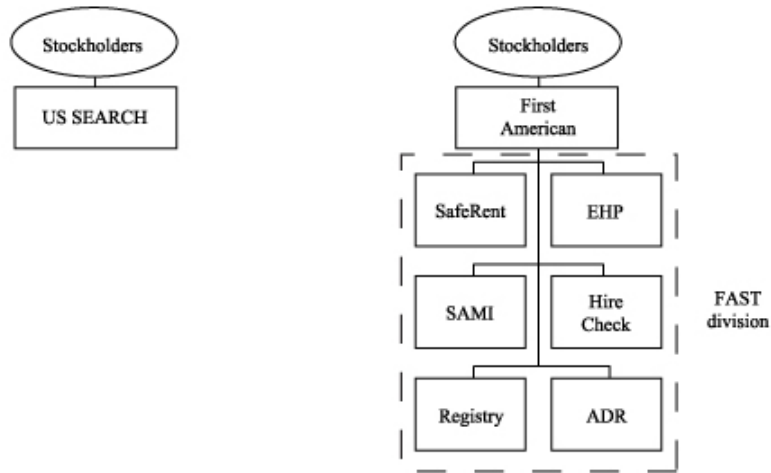 Stockholders
US SEARCH
Stockholders
First
American
SafeRent
EHP
SAMI
Hire
Check
FAST
division
Registry
ADR